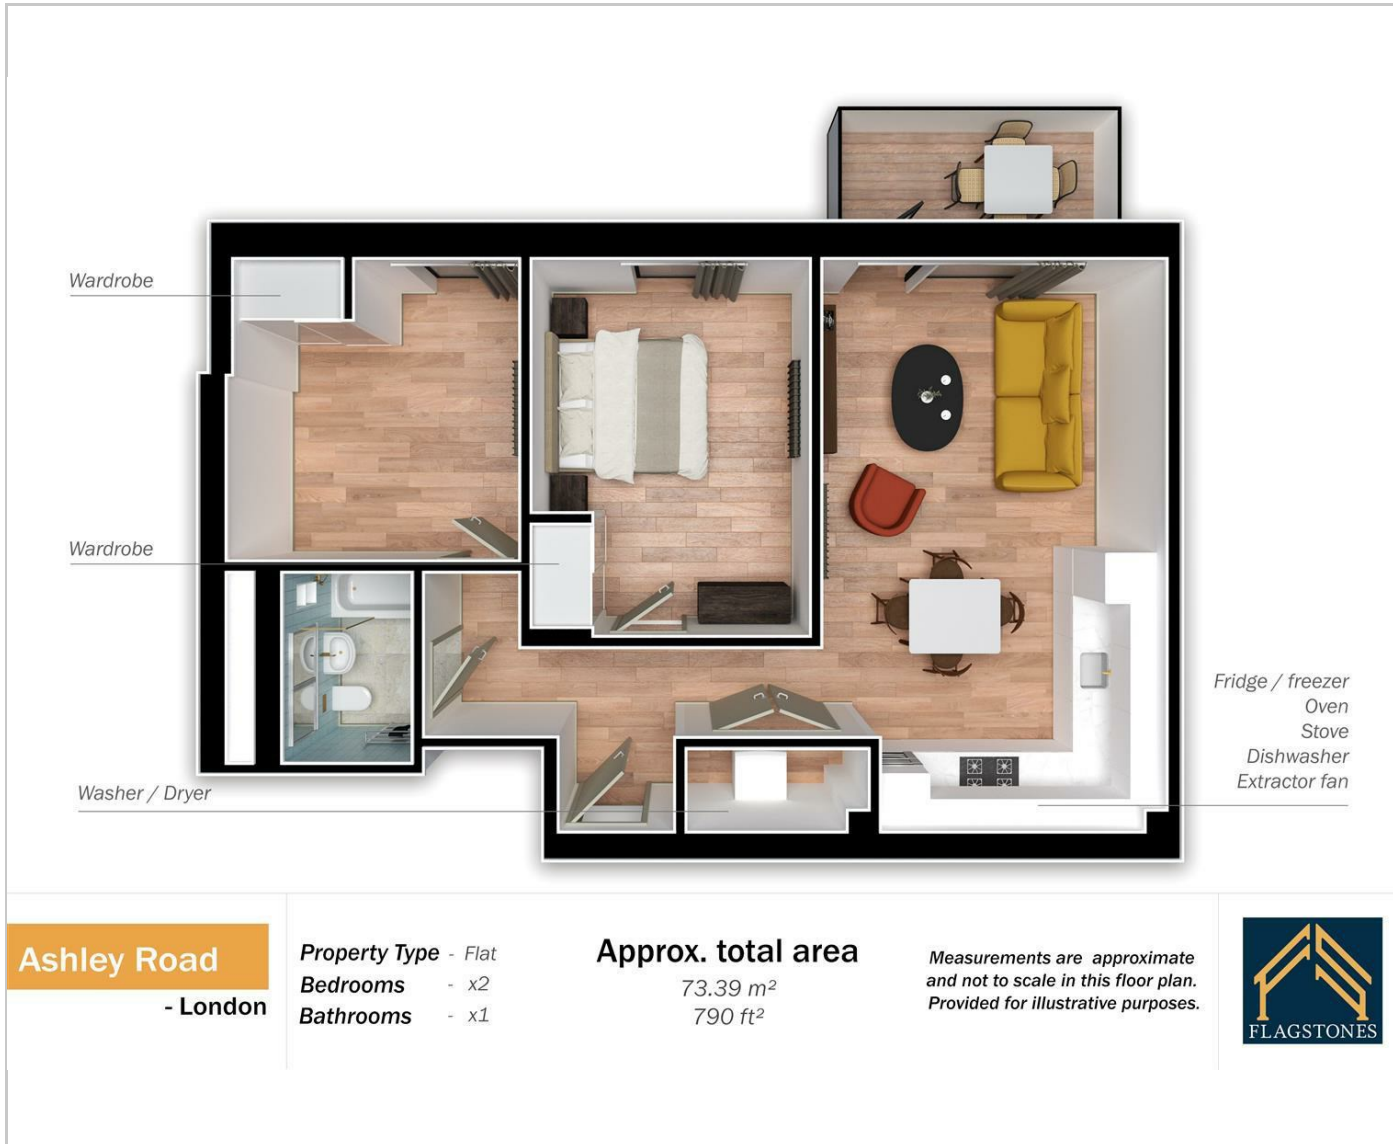 Wardrobe
Wardrobe
Washer / Dryer
Fridge / freezer
Oven
Stove
Dishwasher
Extractor fan
Ashley Road
- London
Property Type - Flat
Bedrooms - x2
Bathrooms - x1
Approx. total area
73.39 m²
790 ft²
Measurements are approximate
and not to scale in this floor plan.
Provided for illustrative purposes.
FLAGSTONES